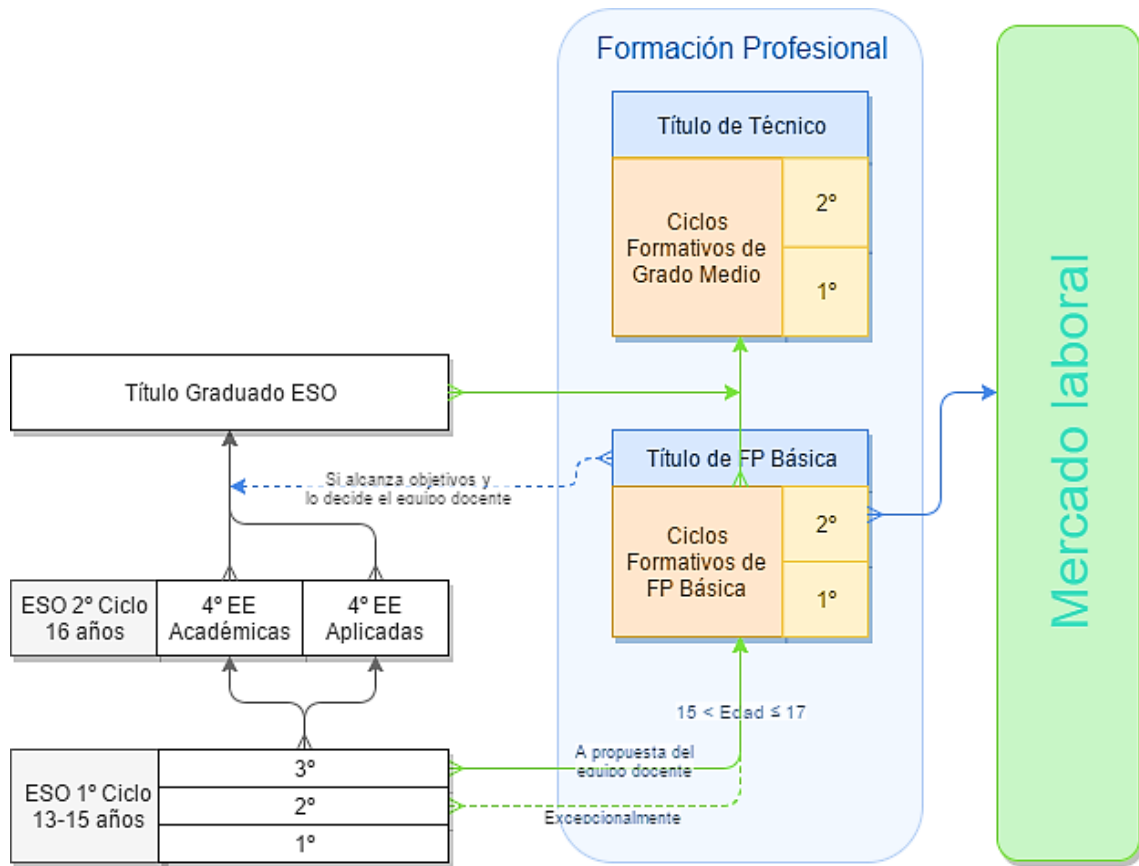 Formación Profesional
Título de Técnico
Ciclos
Formativos de
Grado Medio
2º
1º
Título Graduado ESO
Título de FP Básica
Si alcanza objetivos y
lo decide el equipo docente
Ciclos
Formativos de
FP Básica
2º
1º
ESO 2º Ciclo
16 años
4º EE
Académicas
4º EE
Aplicadas
15 < Edad ≤ 17
A propuesta del
equipo docente
Excepcionalmente
ESO 1º Ciclo
13-15 años
3º
2º
1º
Mercado laboral